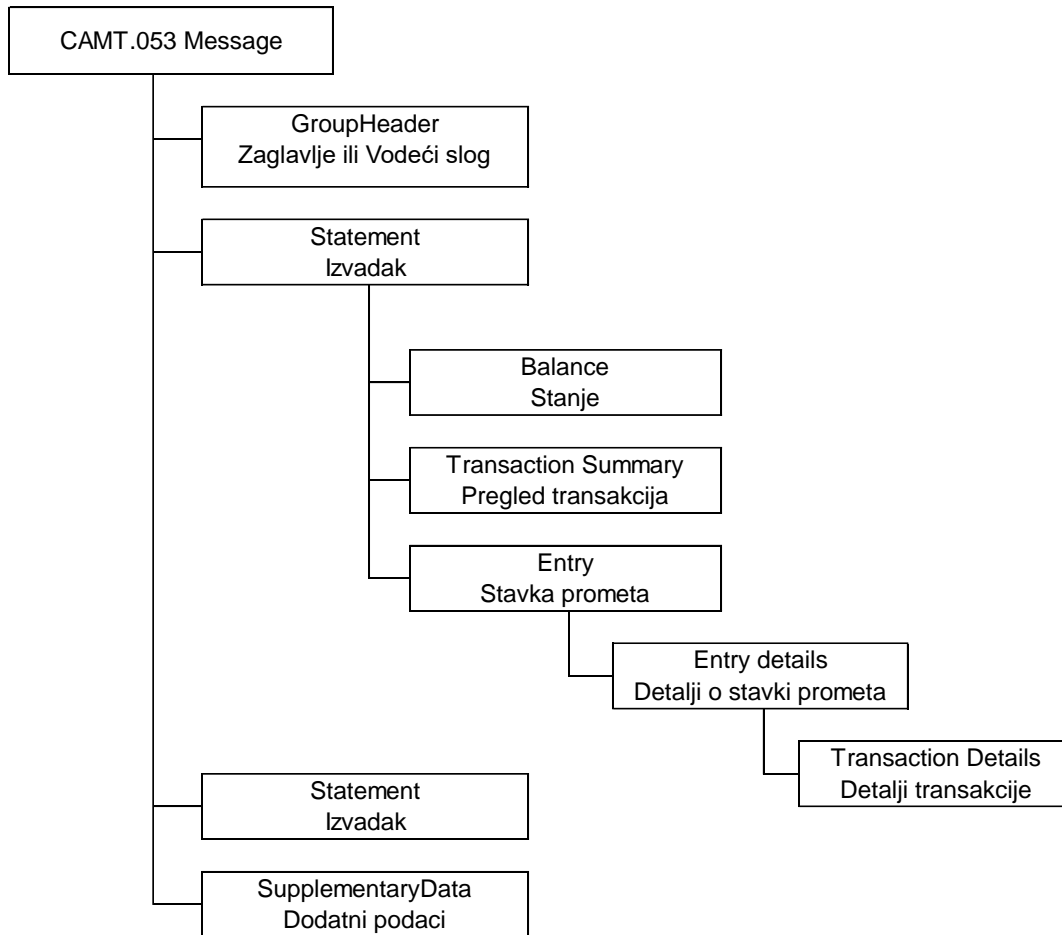 CAMT.053 Message
GroupHeader
Zaglavlje ili Vodeći slog
Statement
Izvadak
Balance
Stanje
Transaction Summary
Pregled transakcija
Entry
Stavka prometa
Entry details
Detalji o stavki prometa
Transaction Details
Detalji transakcije
Statement
Izvadak
SupplementaryData
Dodatni podaci